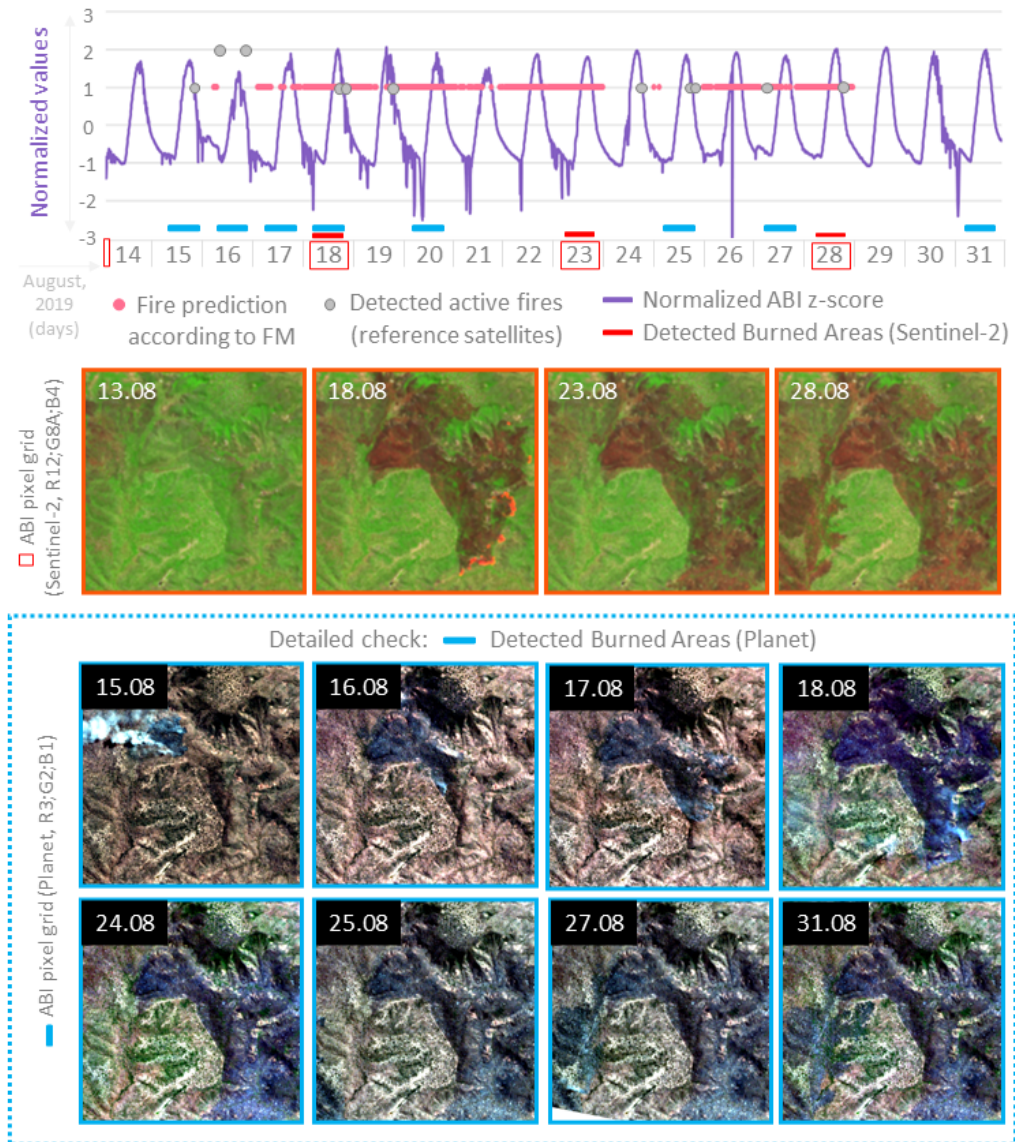 3
2
1
0
-1
-2
-3
Normalized values
14 15 16 17 18 19 20 21 22 23 24 25 26 27 28 29 30 31
August,
2019
(days)
Fire prediction
according to FM
Detected active fires
(reference satellites)
Normalized ABI z-score
Detected Burned Areas (Sentinel-2)
ABI pixel grid
(Sentinel-2, R12;G8A;B4)
13.08
18.08
23.08
28.08
Detailed check:
Detected Burned Areas (Planet)
ABI pixel grid (Planet, R3;G2;B1)
15.08
16.08
17.08
18.08
24.08
25.08
27.08
31.08